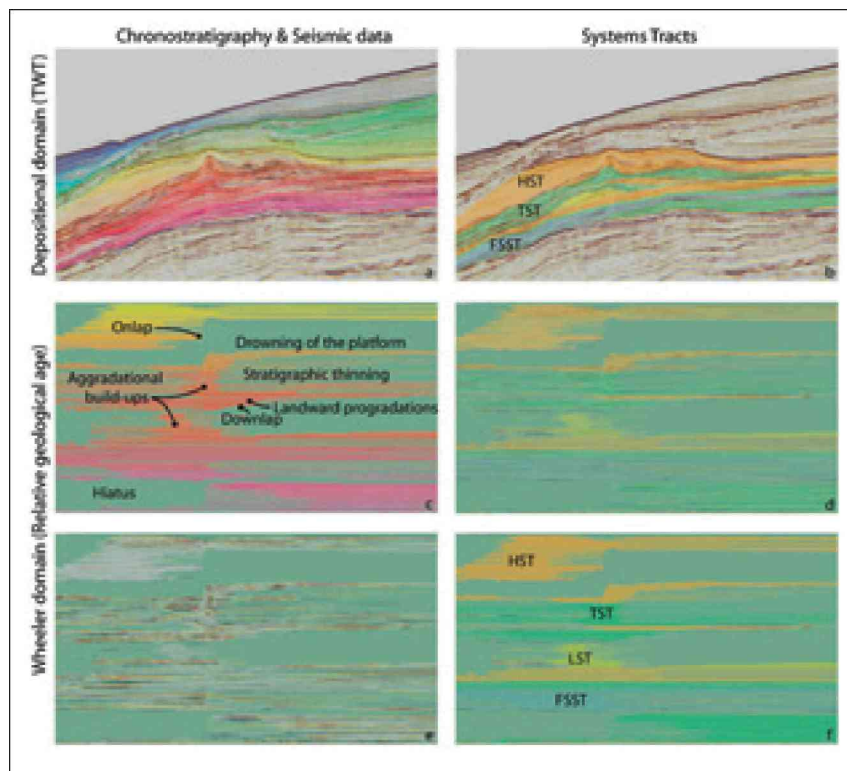 Chronostratigraphy & Seismic data
Systems Tracts
Depositional domain (TWT)
a
HST
TST
FSST
b
Wheeler domain (Relative geological age)
Onlap
Drowning of the platform
Aggradational
build-ups
Stratigraphic thinning
Landward progradations
Downlap
Hiatus
c
d
e
HST
TST
LST
FSST
f